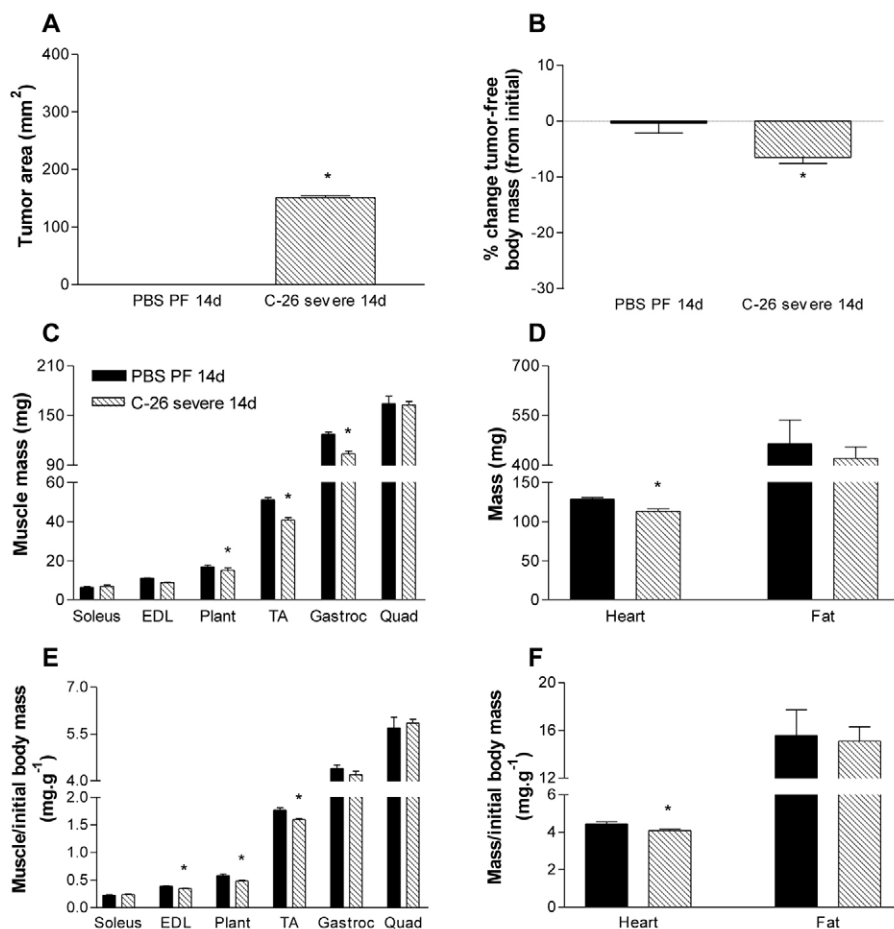 A
Tumor area (mm²)
400
300
200
100
0
*
PBS PF 14d C-26 severe 14d
B
% change tumor-free
body mass (from initial)
10
0
-10
-20
-30
*
PBS PF 14d C-26 severe 14d
C
Muscle mass (mg)
210
150
90
60
40
20
0
PBS PF 14d
C-26 severe 14d
* * *
Soleus EDL Plant TA Gastroc Quad
D
Mass (mg)
700
550
400
150
100
50
0
*
Heart Fat
E
Muscle/initial body mass
(mg.g⁻¹)
7.0
5.5
4.0
2.0
1.5
1.0
0.5
0.0
* * *
Soleus EDL Plant TA Gastroc Quad
F
Mass/initial body mass
(mg.g⁻¹)
20
16
12
8
6
4
2
0
*
Heart Fat